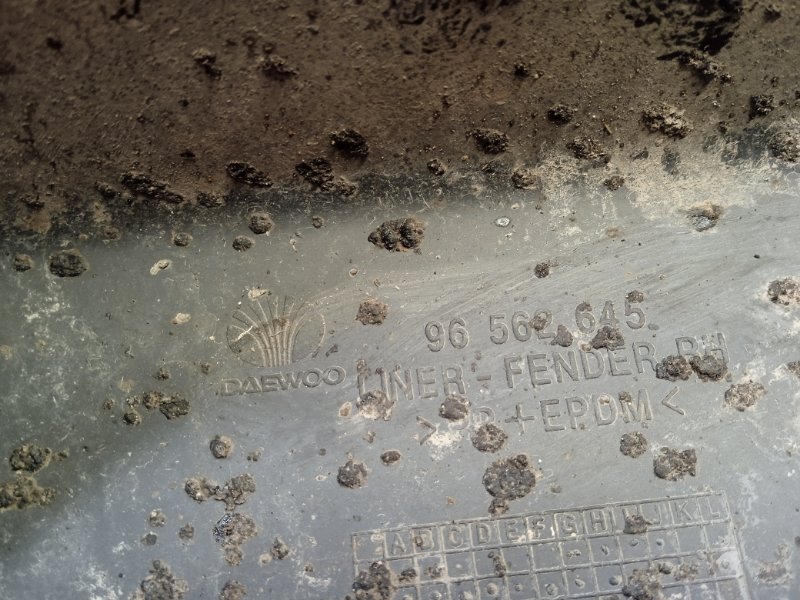 96 562 645
DAEWOO LINER - FENDER RH
>PP+EPDM<
A B C D E F G H I J K L